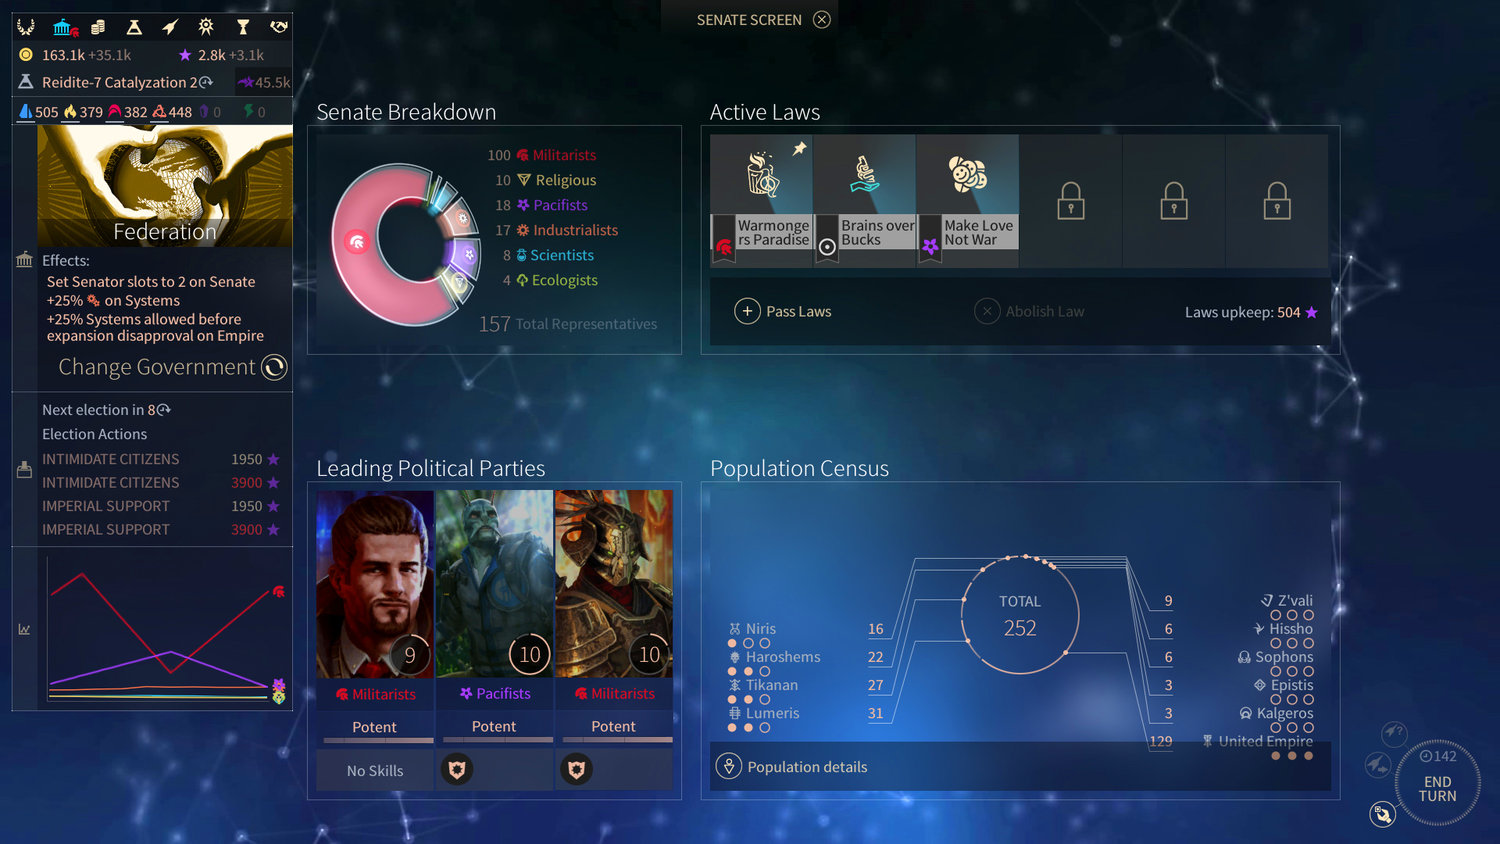 SENATE SCREEN
163.1k +35.1k
2.8k +3.1k
Reidite-7 Catalyzation 2
45.5k
505 379 382 448 0 0
Federation
Effects:
Set Senator slots to 2 on Senate
+25% on Systems
+25% Systems allowed before
expansion disapproval on Empire
Change Government
Next election in 8
Election Actions
INTIMIDATE CITIZENS 1950
INTIMIDATE CITIZENS 3900
IMPERIAL SUPPORT 1950
IMPERIAL SUPPORT 3900
Senate Breakdown
100 Militarists
10 Religious
18 Pacifists
17 Industrialists
8 Scientists
4 Ecologists
157 Total Representatives
Active Laws
Warmonge
rs Paradise
Brains over
Bucks
Make Love
Not War
Pass Laws
Abolish Law
Laws upkeep: 504
Leading Political Parties
9
10
10
Militarists
Pacifists
Militarists
Potent
Potent
Potent
No Skills
Population Census
TOTAL
252
Niris 16
Haroshems 22
Tikanan 27
Lumeris 31
9 Z'vali
6 Hissho
6 Sophons
3 Epistis
3 Kalgeros
129 United Empire
Population details
142
END
TURN